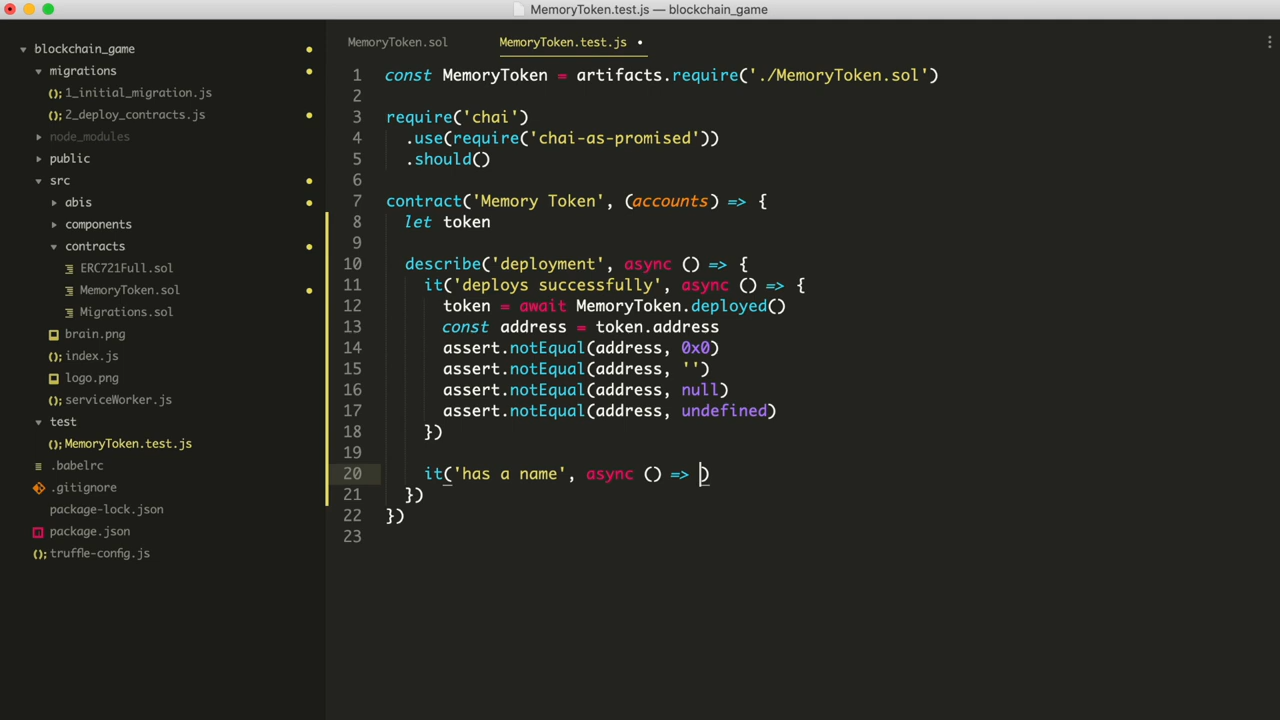 MemoryToken.test.js — blockchain_game
blockchain_game
migrations
1_initial_migration.js
2_deploy_contracts.js
node_modules
public
src
abis
components
contracts
ERC721Full.sol
MemoryToken.sol
Migrations.sol
brain.png
index.js
logo.png
serviceWorker.js
test
MemoryToken.test.js
.babelrc
.gitignore
package-lock.json
package.json
truffle-config.js
MemoryToken.sol
MemoryToken.test.js
1 const MemoryToken = artifacts.require('./MemoryToken.sol')
2
3 require('chai')
4 .use(require('chai-as-promised'))
5 .should()
6
7 contract('Memory Token', (accounts) => {
8 let token
9
10 describe('deployment', async () => {
11 it('deploys successfully', async () => {
12 token = await MemoryToken.deployed()
13 const address = token.address
14 assert.notEqual(address, 0x0)
15 assert.notEqual(address, '')
16 assert.notEqual(address, null)
17 assert.notEqual(address, undefined)
18 })
19
20 it('has a name', async () => )
21 })
22 })
23